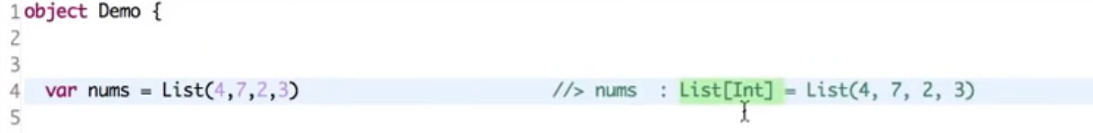 1 object Demo {
2
3
4 var nums = List(4,7,2,3) //> nums : List[Int] = List(4, 7, 2, 3)
5